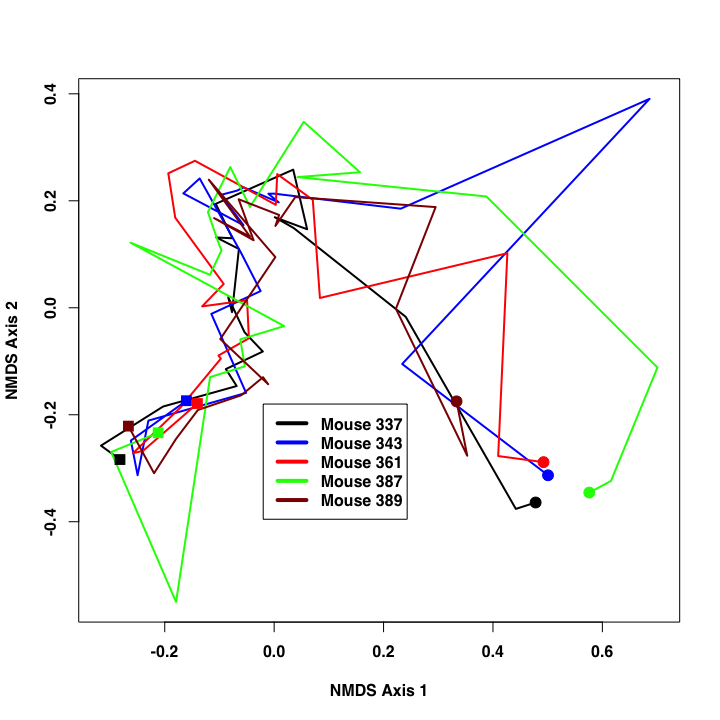 0.4
0.2
0.0
-0.2
-0.4
NMDS Axis 2
Mouse 337
Mouse 343
Mouse 361
Mouse 387
Mouse 389
-0.2 0.0 0.2 0.4 0.6
NMDS Axis 1